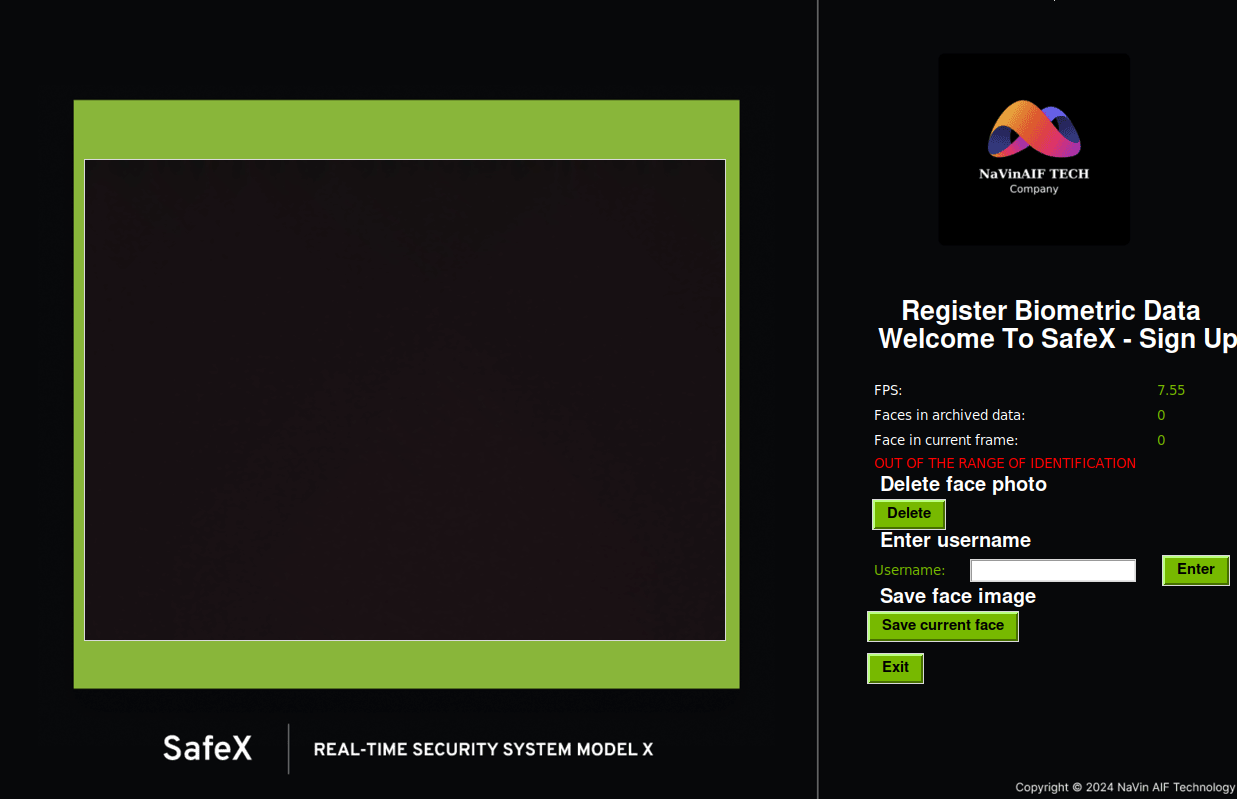 NaVinAIF TECH
Company
Register Biometric Data
Welcome To SafeX - Sign Up
FPS: 7.55
Faces in archived data: 0
Face in current frame: 0
OUT OF THE RANGE OF IDENTIFICATION
Delete face photo
Delete
Enter username
Username: Enter
Save face image
Save current face
Exit
SafeX REAL-TIME SECURITY SYSTEM MODEL X
Copyright © 2024 NaVin AIF Technology